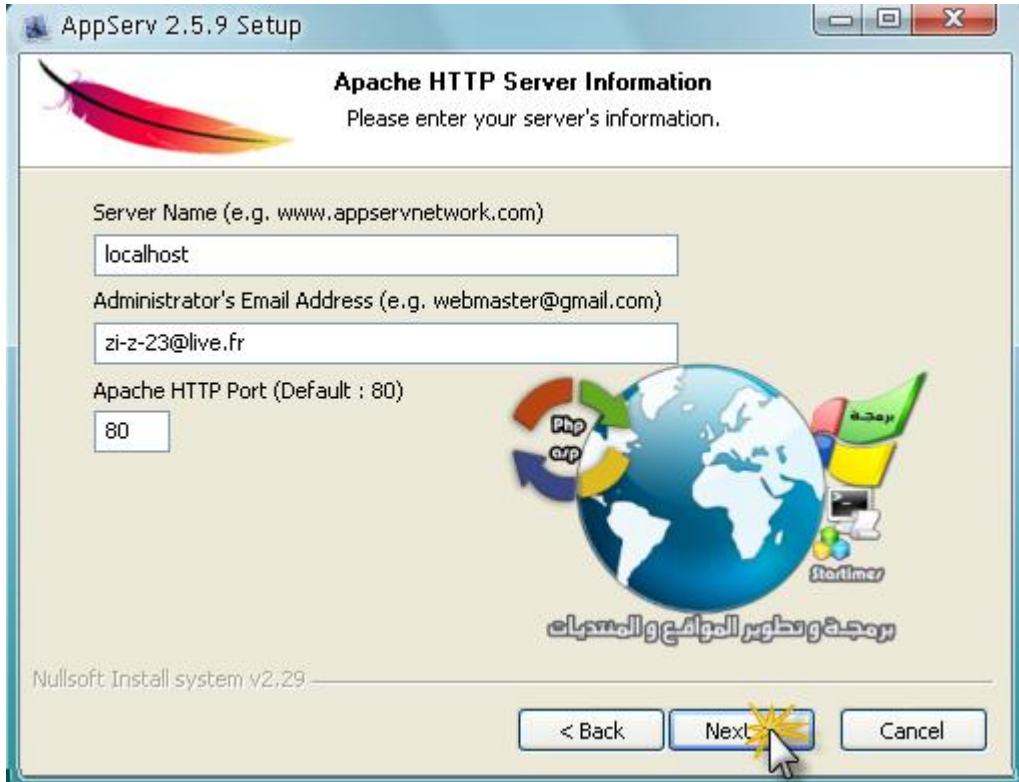 AppServ 2.5.9 Setup
Apache HTTP Server Information
Please enter your server's information.
Server Name (e.g. www.appservnetwork.com)
localhost
Administrator's Email Address (e.g. webmaster@gmail.com)
zi-z-23@live.fr
Apache HTTP Port (Default : 80)
80
Php
asp
برمجة
Startimes
برمجة و تطوير المواقع و المنتديات
Nullsoft Install system v2.29
< Back
Next
Cancel